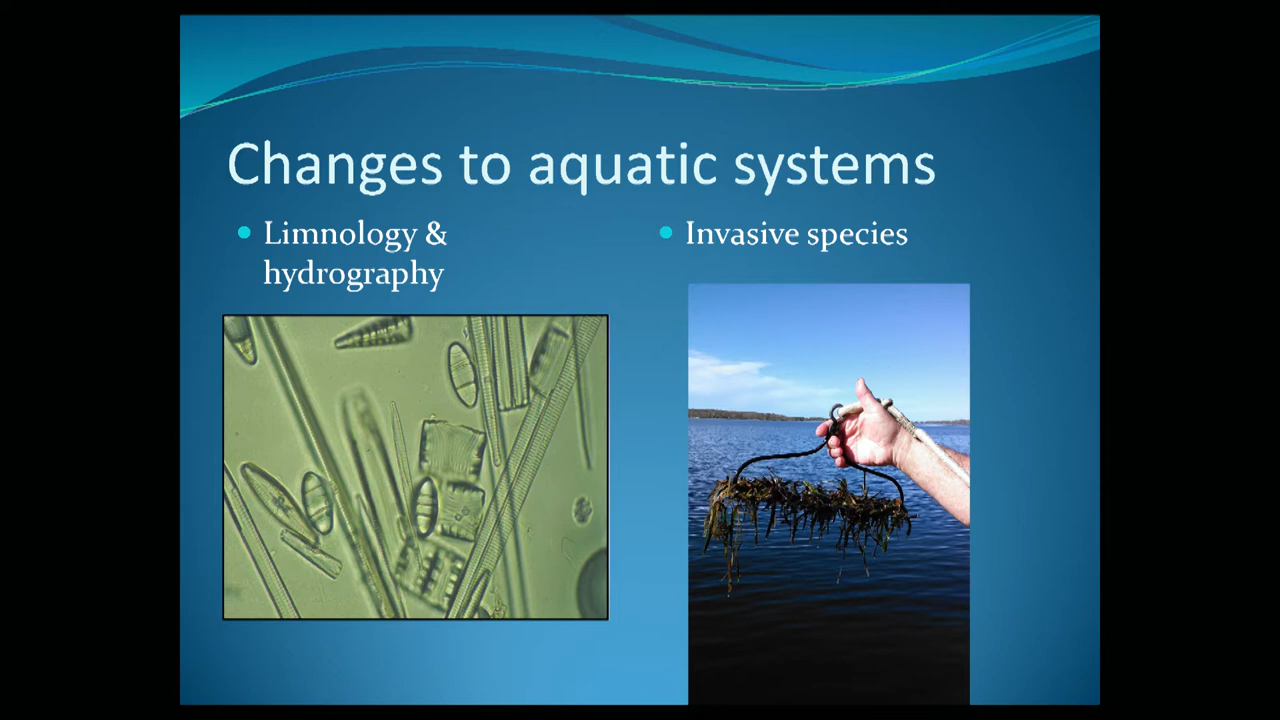 Changes to aquatic systems
Limnology &
hydrography
Invasive species